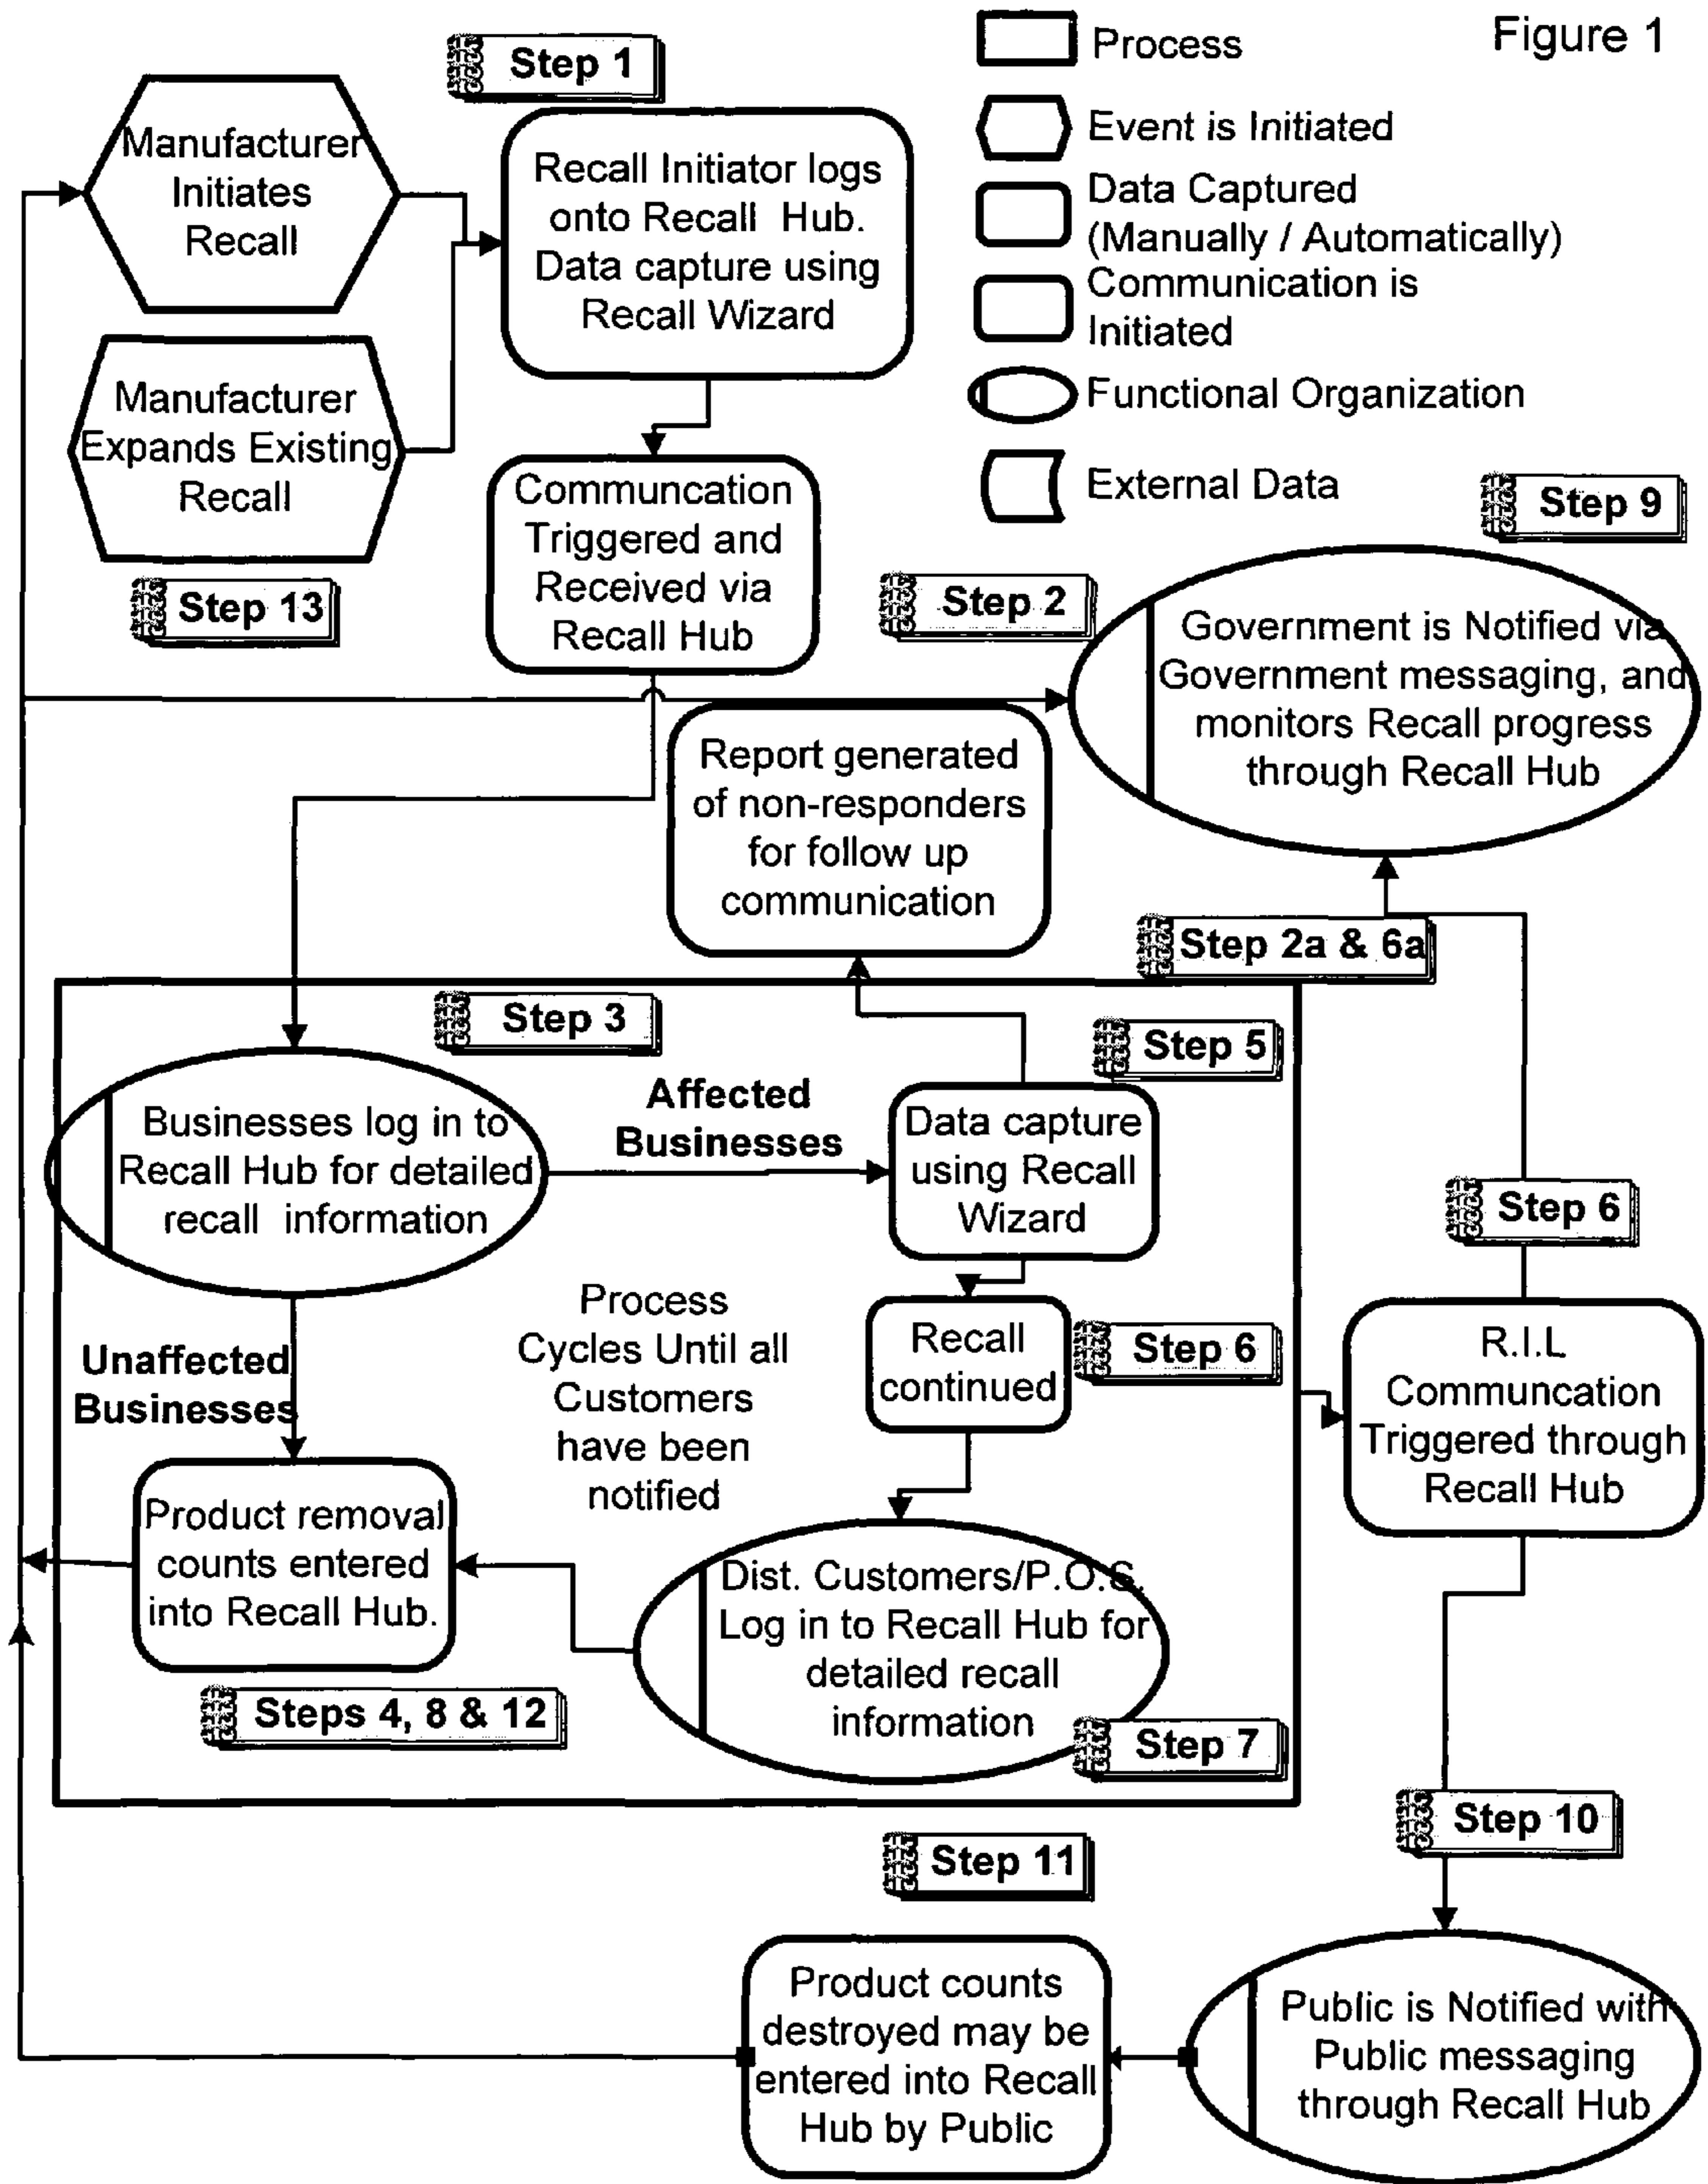 Figure 1
Process
Event is Initiated
Data Captured
(Manually / Automatically)
Communication is
Initiated
Functional Organization
External Data
Step 1
Manufacturer
Initiates
Recall
Recall Initiator logs
onto Recall Hub.
Data capture using
Recall Wizard
Manufacturer
Expands Existing
Recall
Step 13
Communcation
Triggered and
Received via
Recall Hub
Step 2
Step 9
Government is Notified via
Government messaging, and
monitors Recall progress
through Recall Hub
Report generated
of non-responders
for follow up
communication
Step 2a & 6a
Step 3
Step 5
Businesses log in to
Recall Hub for detailed
recall information
Affected
Businesses
Data capture
using Recall
Wizard
Step 6
Process
Cycles Until all
Customers
have been
notified
Recall
continued
Step 6
R.I.L
Communcation
Triggered through
Recall Hub
Unaffected
Businesses
Product removal
counts entered
into Recall Hub.
Dist. Customers/P.O.S.
Log in to Recall Hub for
detailed recall
information
Steps 4, 8 & 12
Step 7
Step 10
Step 11
Product counts
destroyed may be
entered into Recall
Hub by Public
Public is Notified with
Public messaging
through Recall Hub